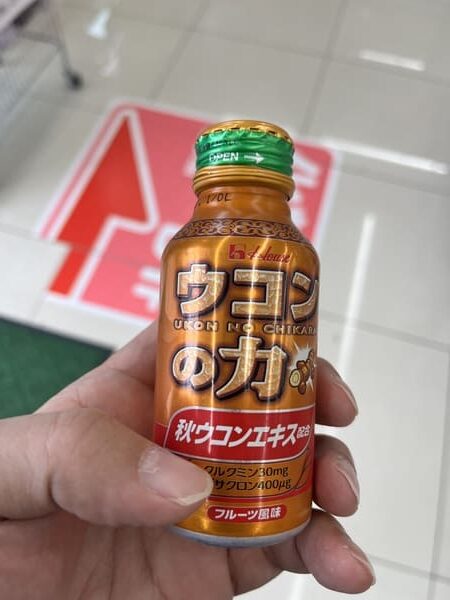 OPEN →
House
ウコン
UKON NO CHIKARA
の力
秋ウコンエキス配合
クルクミン30mg
サクロン400μg
フルーツ風味